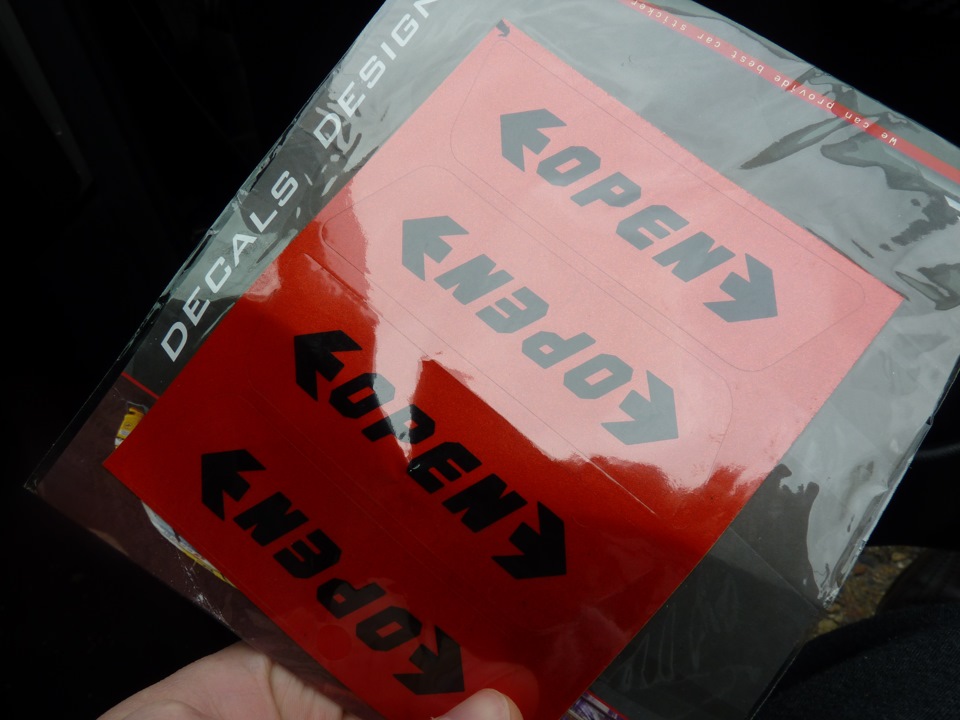 DECALS DESIGN
we can provide best car sticker
OPEN
OPEN
OPEN
OPEN